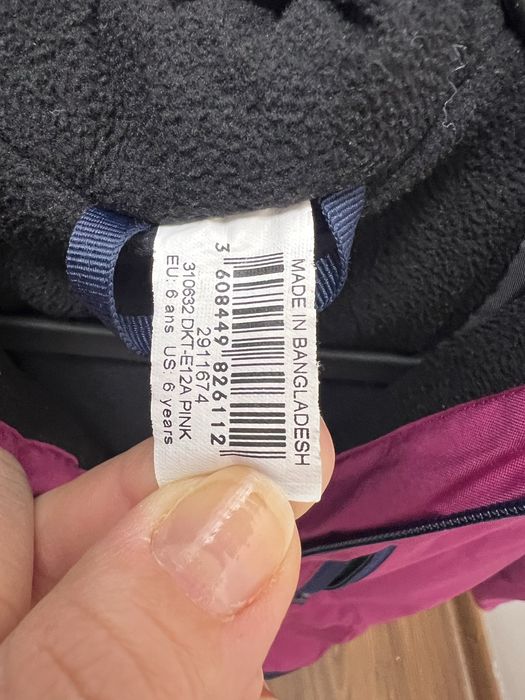 MADE IN BANGLADESH
3 608449 826112
2911674
310632 DKT-E12A PINK
EU: 6 ans US: 6 years